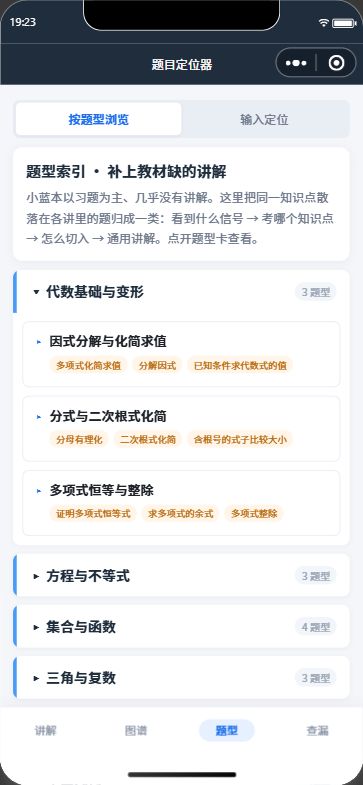 19:23
题目定位器
按题型浏览 输入定位
题型索引 · 补上教材缺的讲解
小蓝本以习题为主、几乎没有讲解。这里把同一知识点散
落在各讲里的题归成一类：看到什么信号 → 考哪个知识点
→ 怎么切入 → 通用讲解。点开题型卡查看。
代数基础与变形 3 题型
因式分解与化简求值
多项式化简求值 分解因式 已知条件求代数式的值
分式与二次根式化简
分母有理化 二次根式化简 含根号的式子比较大小
多项式恒等与整除
证明多项式恒等式 求多项式的余式 多项式整除
方程与不等式 3 题型
集合与函数 4 题型
三角与复数 3 题型
讲解 图谱 题型 查漏